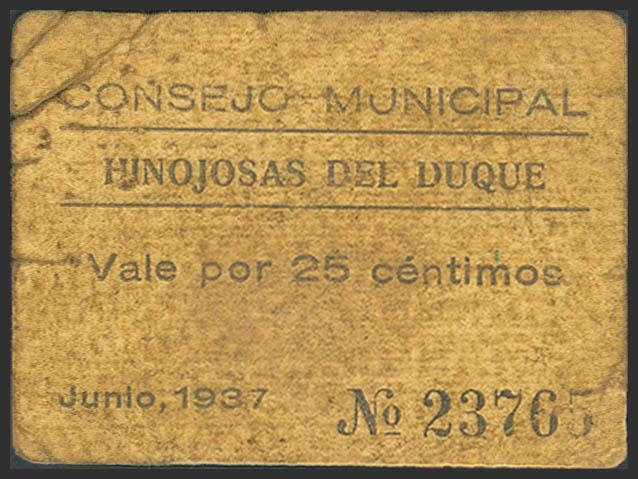 CONSEJO MUNICIPAL
HINOJOSAS DEL DUQUE
Vale por 25 céntimos
Junio, 1937
Nº 23765